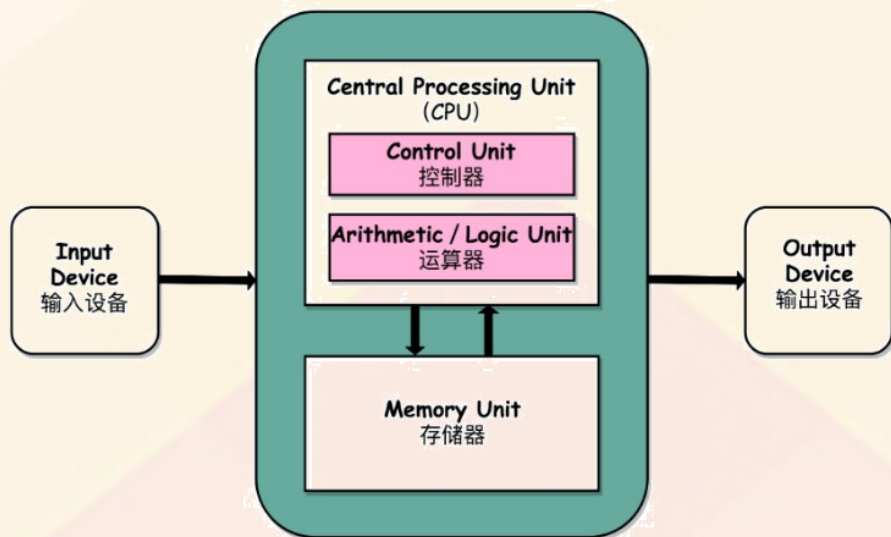 Central Processing Unit
（CPU）
Control Unit
控制器
Arithmetic / Logic Unit
运算器
Input
Device
输入设备
Output
Device
输出设备
Memory Unit
存储器